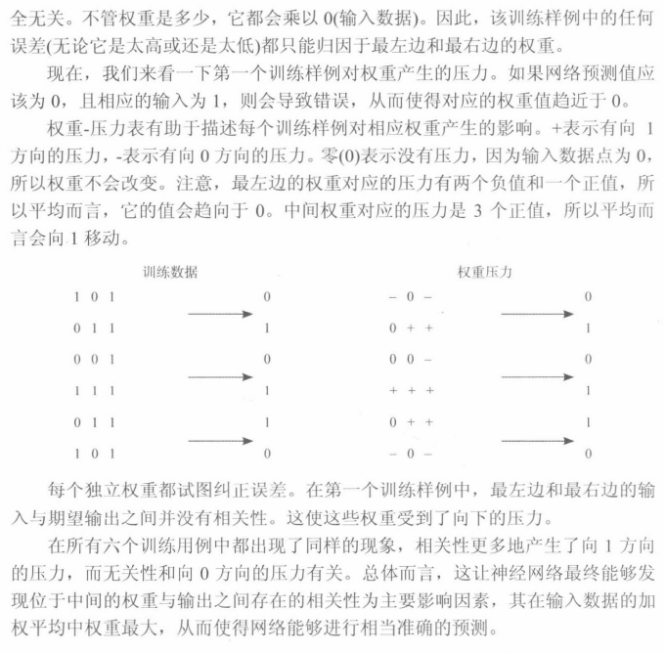 全无关。不管权重是多少，它都会乘以 0(输入数据)。因此，该训练样例中的任何
误差(无论它是太高或还是太低)都只能归因于最左边和最右边的权重。
现在，我们来看一下第一个训练样例对权重产生的压力。如果网络预测值应
该为 0，且相应的输入为 1，则会导致错误，从而使得对应的权重值趋近于 0。
权重-压力表有助于描述每个训练样例对相应权重产生的影响。+表示有向 1
方向的压力，-表示有向 0 方向的压力。零(0)表示没有压力，因为输入数据点为 0，
所以权重不会改变。注意，最左边的权重对应的压力有两个负值和一个正值，所
以平均而言，它的值会趋向于 0。中间权重对应的压力是 3 个正值，所以平均而
言会向 1 移动。
训练数据 权重压力
1 0 1 0 - 0 - 0
0 1 1 1 0 + + 1
0 0 1 0 0 0 - 0
1 1 1 1 + + + 1
0 1 1 1 0 + + 1
1 0 1 0 - 0 - 0
每个独立权重都试图纠正误差。在第一个训练样例中，最左边和最右边的输
入与期望输出之间并没有相关性。这使这些权重受到了向下的压力。
在所有六个训练用例中都出现了同样的现象，相关性更多地产生了向 1 方向
的压力，而无关性和向 0 方向的压力有关。总体而言，这让神经网络最终能够发
现位于中间的权重与输出之间存在的相关性为主要影响因素，其在输入数据的加
权平均中权重最大，从而使得网络能够进行相当准确的预测。